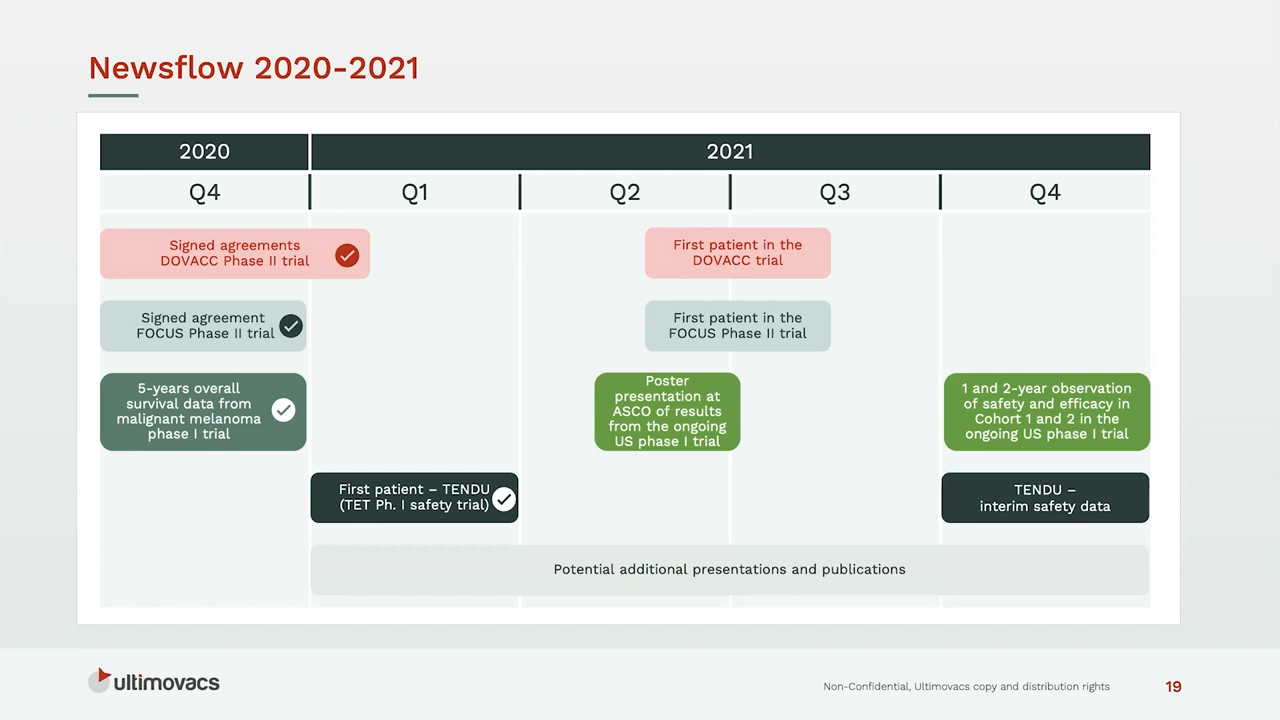 Newsflow 2020-2021
2020
2021
Q4
Q1
Q2
Q3
Q4
Signed agreements
DOVACC Phase II trial
First patient in the
DOVACC trial
Signed agreement
FOCUS Phase II trial
First patient in the
FOCUS Phase II trial
5-years overall
survival data from
malignant melanoma
phase I trial
Poster
presentation at
ASCO of results
from the ongoing
US phase I trial
1 and 2-year observation
of safety and efficacy in
Cohort 1 and 2 in the
ongoing US phase I trial
First patient – TENDU
(TET Ph. I safety trial)
TENDU –
interim safety data
Potential additional presentations and publications
ultimovacs
Non-Confidential, Ultimovacs copy and distribution rights
19